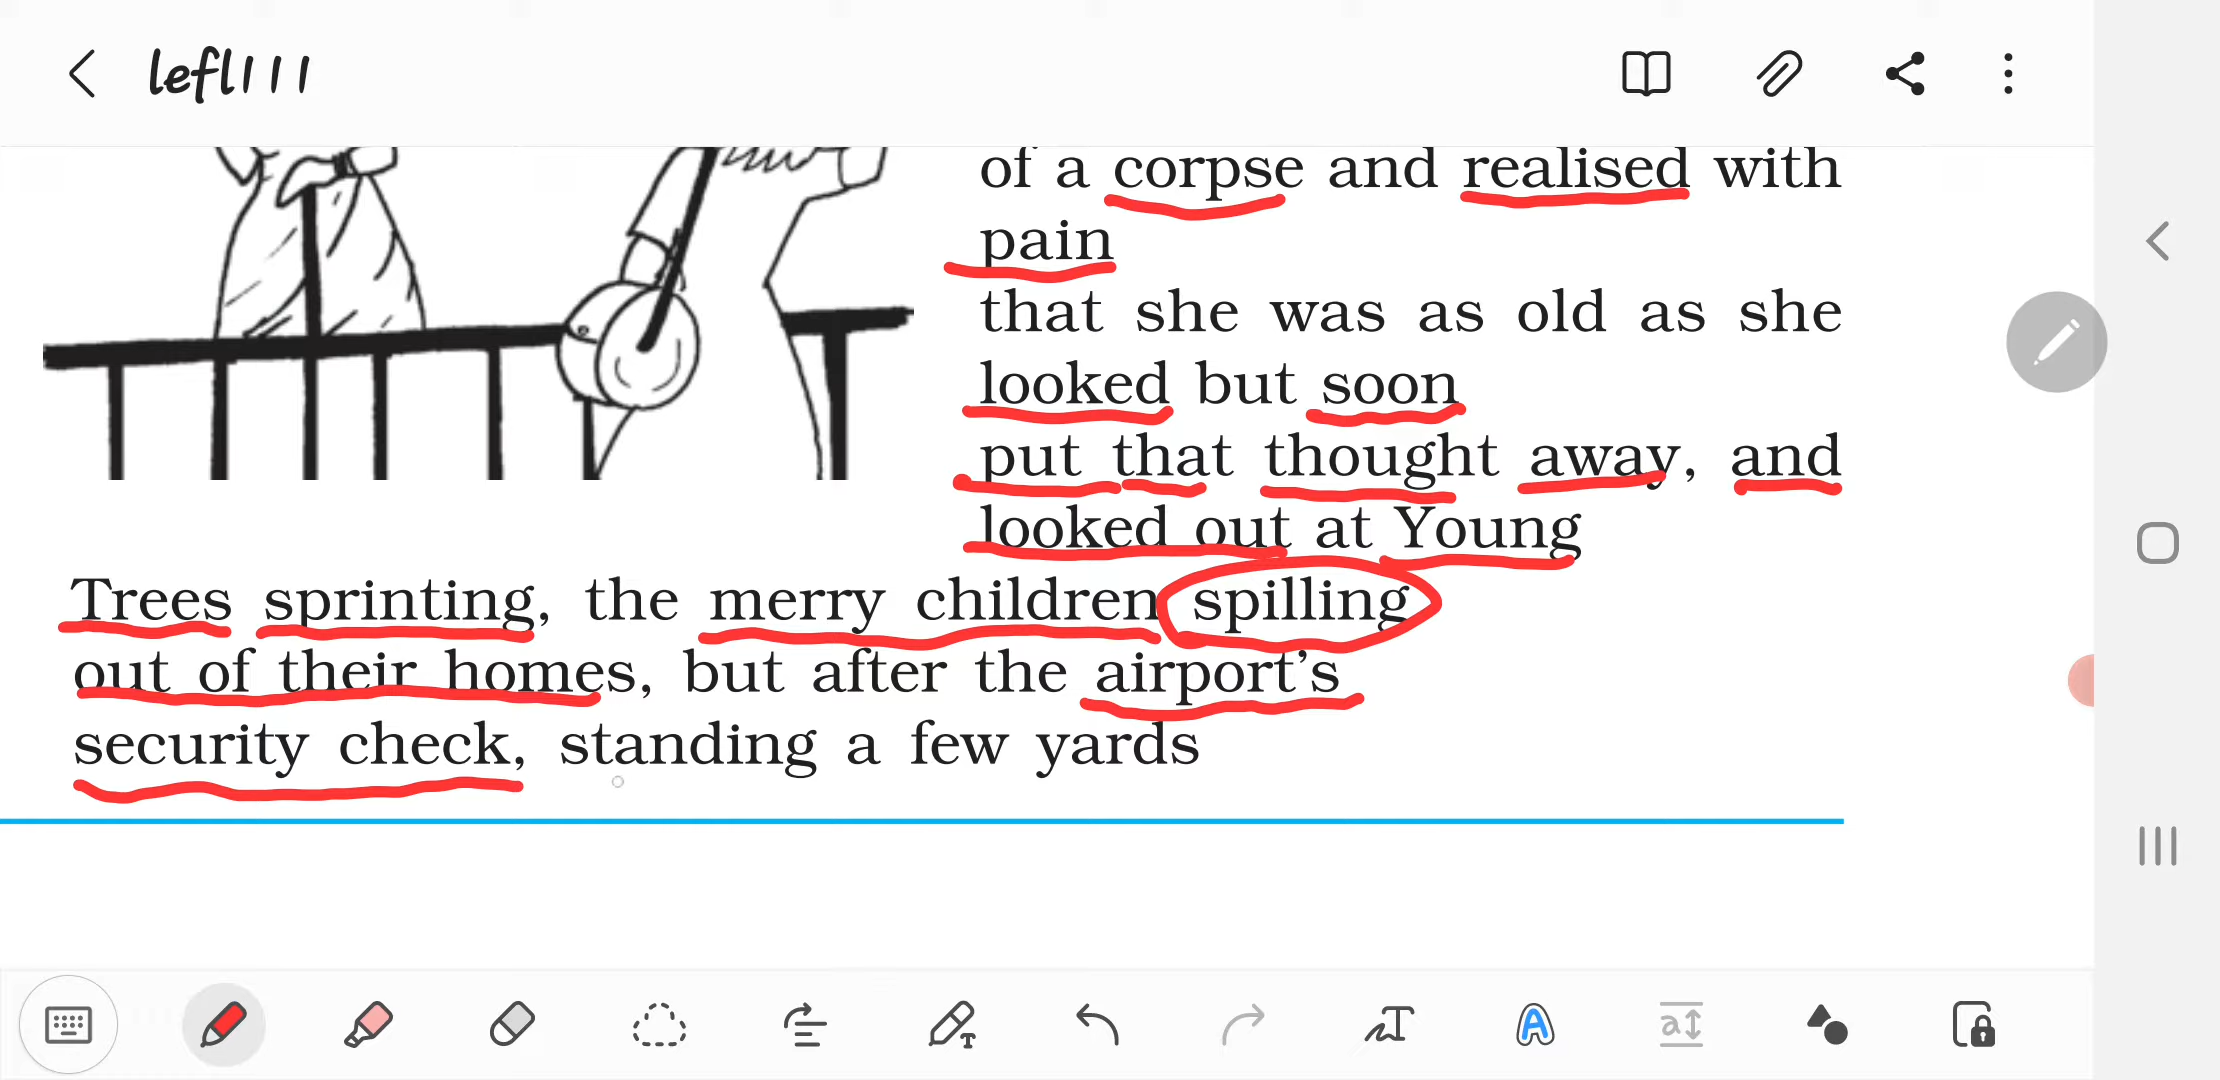 lefl111
of a corpse and realised with
pain
that she was as old as she
looked but soon
put that thought away, and
looked out at Young
Trees sprinting, the merry children spilling
out of their homes, but after the airport's
security check, standing a few yards